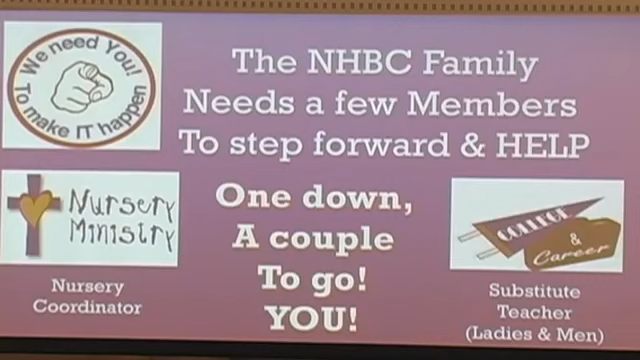 We need You!
To make IT happen
The NHBC Family
Needs a few Members
To step forward & HELP
Nursery
Ministry
Nursery
Coordinator
One down,
A couple
To go!
YOU!
COLLEGE
&
Career
Substitute
Teacher
(Ladies & Men)